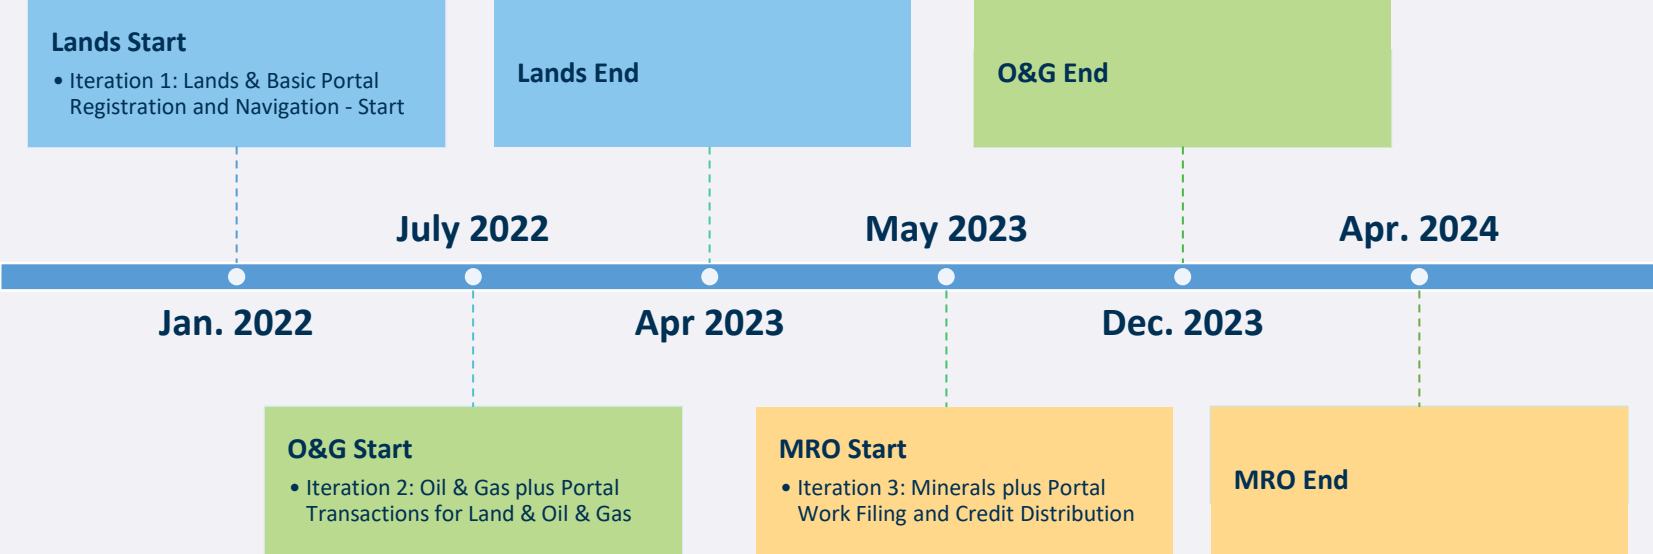 Lands Start
• Iteration 1: Lands & Basic Portal
Registration and Navigation - Start
Lands End
O&G End
July 2022
May 2023
Apr. 2024
Jan. 2022
Apr 2023
Dec. 2023
O&G Start
• Iteration 2: Oil & Gas plus Portal
Transactions for Land & Oil & Gas
MRO Start
• Iteration 3: Minerals plus Portal
Work Filing and Credit Distribution
MRO End